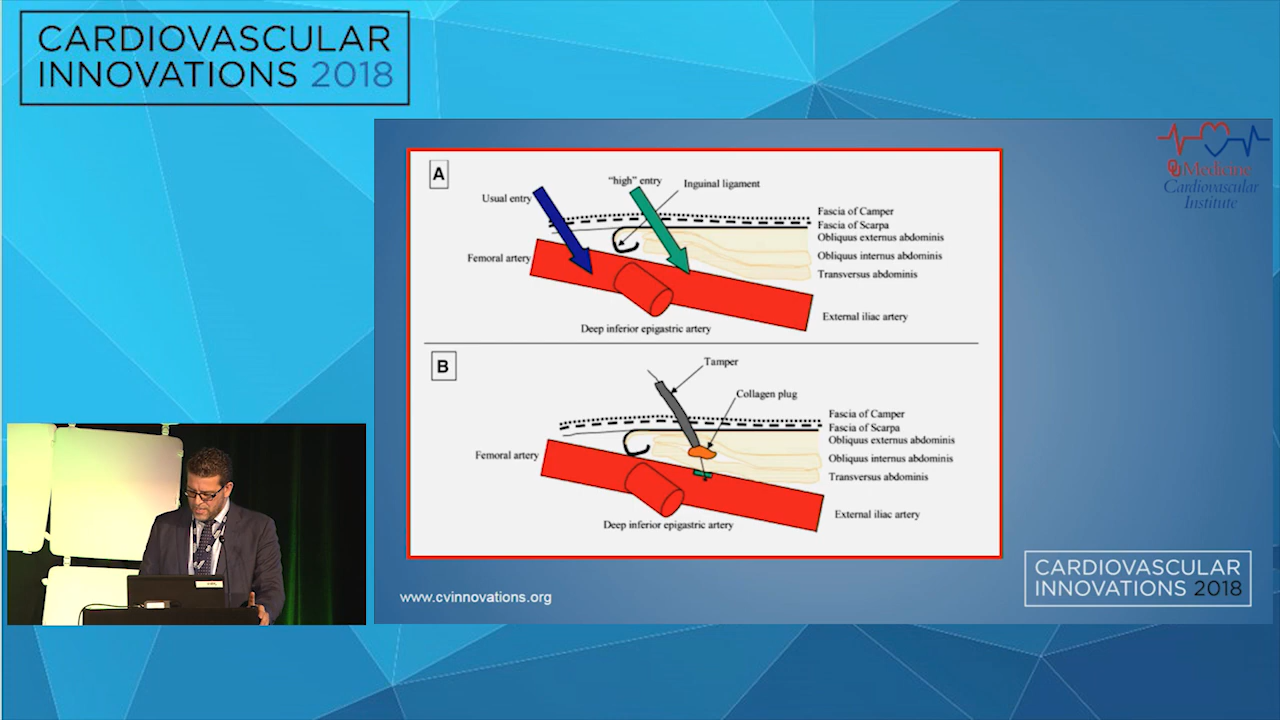 CARDIOVASCULAR
INNOVATIONS 2018
OU Medicine
Cardiovascular
Institute
A
Usual entry
"high" entry
Inguinal ligament
Fascia of Camper
Fascia of Scarpa
Obliquus externus abdominis
Femoral artery
Obliquus internus abdominis
Transversus abdominis
External iliac artery
Deep inferior epigastric artery
B
Tamper
Collagen plug
Fascia of Camper
Fascia of Scarpa
Obliquus externus abdominis
Femoral artery
Obliquus internus abdominis
Transversus abdominis
External iliac artery
Deep inferior epigastric artery
www.cvinnovations.org
CARDIOVASCULAR
INNOVATIONS 2018